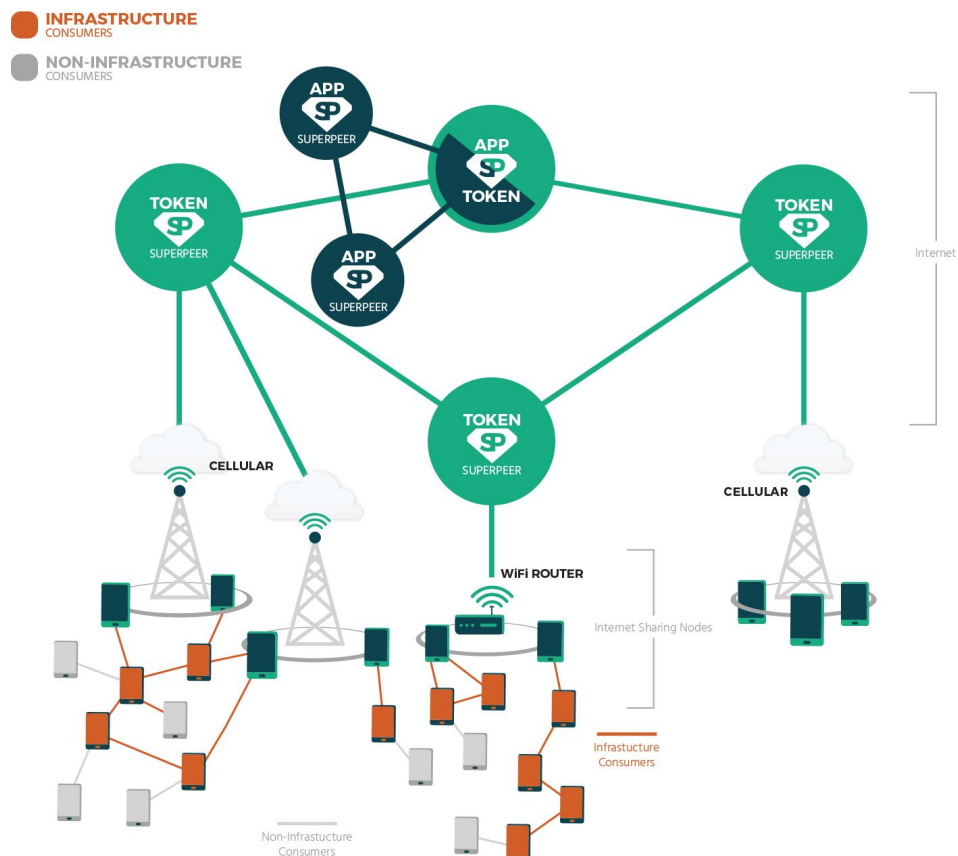 INFRASTRUCTURE
CONSUMERS
NON-INFRASTRUCTURE
CONSUMERS
APP
SP
SUPERPEER
APP
SP
TOKEN
TOKEN
SP
SUPERPEER
TOKEN
SP
SUPERPEER
APP
SP
SUPERPEER
Internet
TOKEN
SP
SUPERPEER
CELLULAR
CELLULAR
WiFi ROUTER
Internet Sharing Nodes
Infrastucture
Consumers
Non-Infrastucture
Consumers